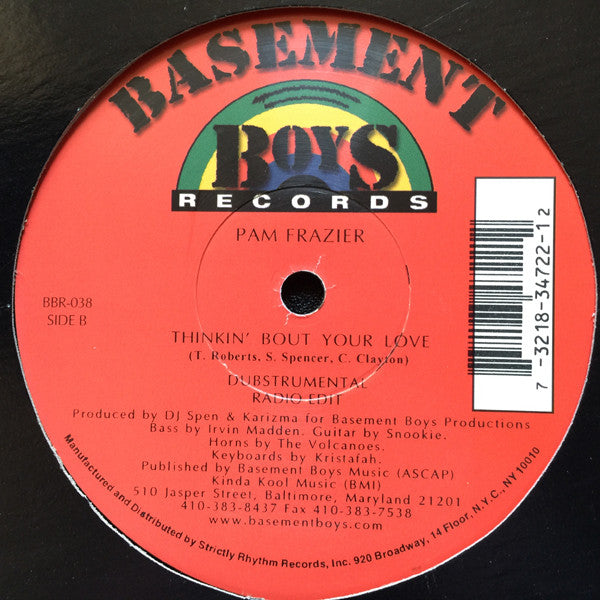 BASEMENT
BOYS
RECORDS
PAM FRAZIER
BBR-038
SIDE B
THINKIN' BOUT YOUR LOVE
(T. Roberts, S. Spencer, C. Clayton)
DUBSTRUMENTAL
RADIO EDIT
Produced by DJ Spen & Karizma for Basement Boys Productions
Bass by Irvin Madden. Guitar by Snookie.
Horns by The Volcanoes.
Keyboards by Kristafah.
Published by Basement Boys Music (ASCAP)
Kinda Kool Music (BMI)
510 Jasper Street, Baltimore, Maryland 21201
410-383-8437 Fax 410-383-7538
www.basementboys.com
Manufactured and Distributed by Strictly Rhythm Records, Inc. 920 Broadway, 14 Floor, N.Y.C., NY 10010
7 -3218-34722-1 2